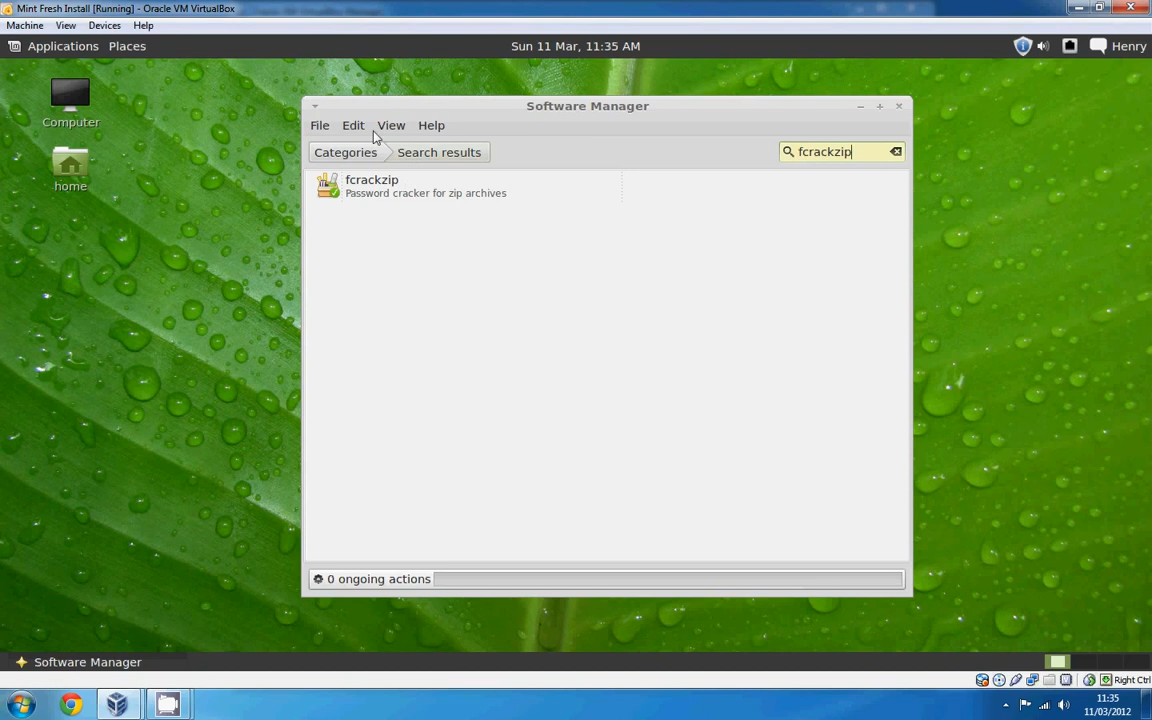 Mint Fresh Install [Running] - Oracle VM VirtualBox
Machine View Devices Help
Applications Places Sun 11 Mar, 11:35 AM Henry
Computer
home
Software Manager
File Edit View Help
Categories Search results fcrackzip
fcrackzip
Password cracker for zip archives
0 ongoing actions
Software Manager
Right Ctrl
11:35
11/03/2012